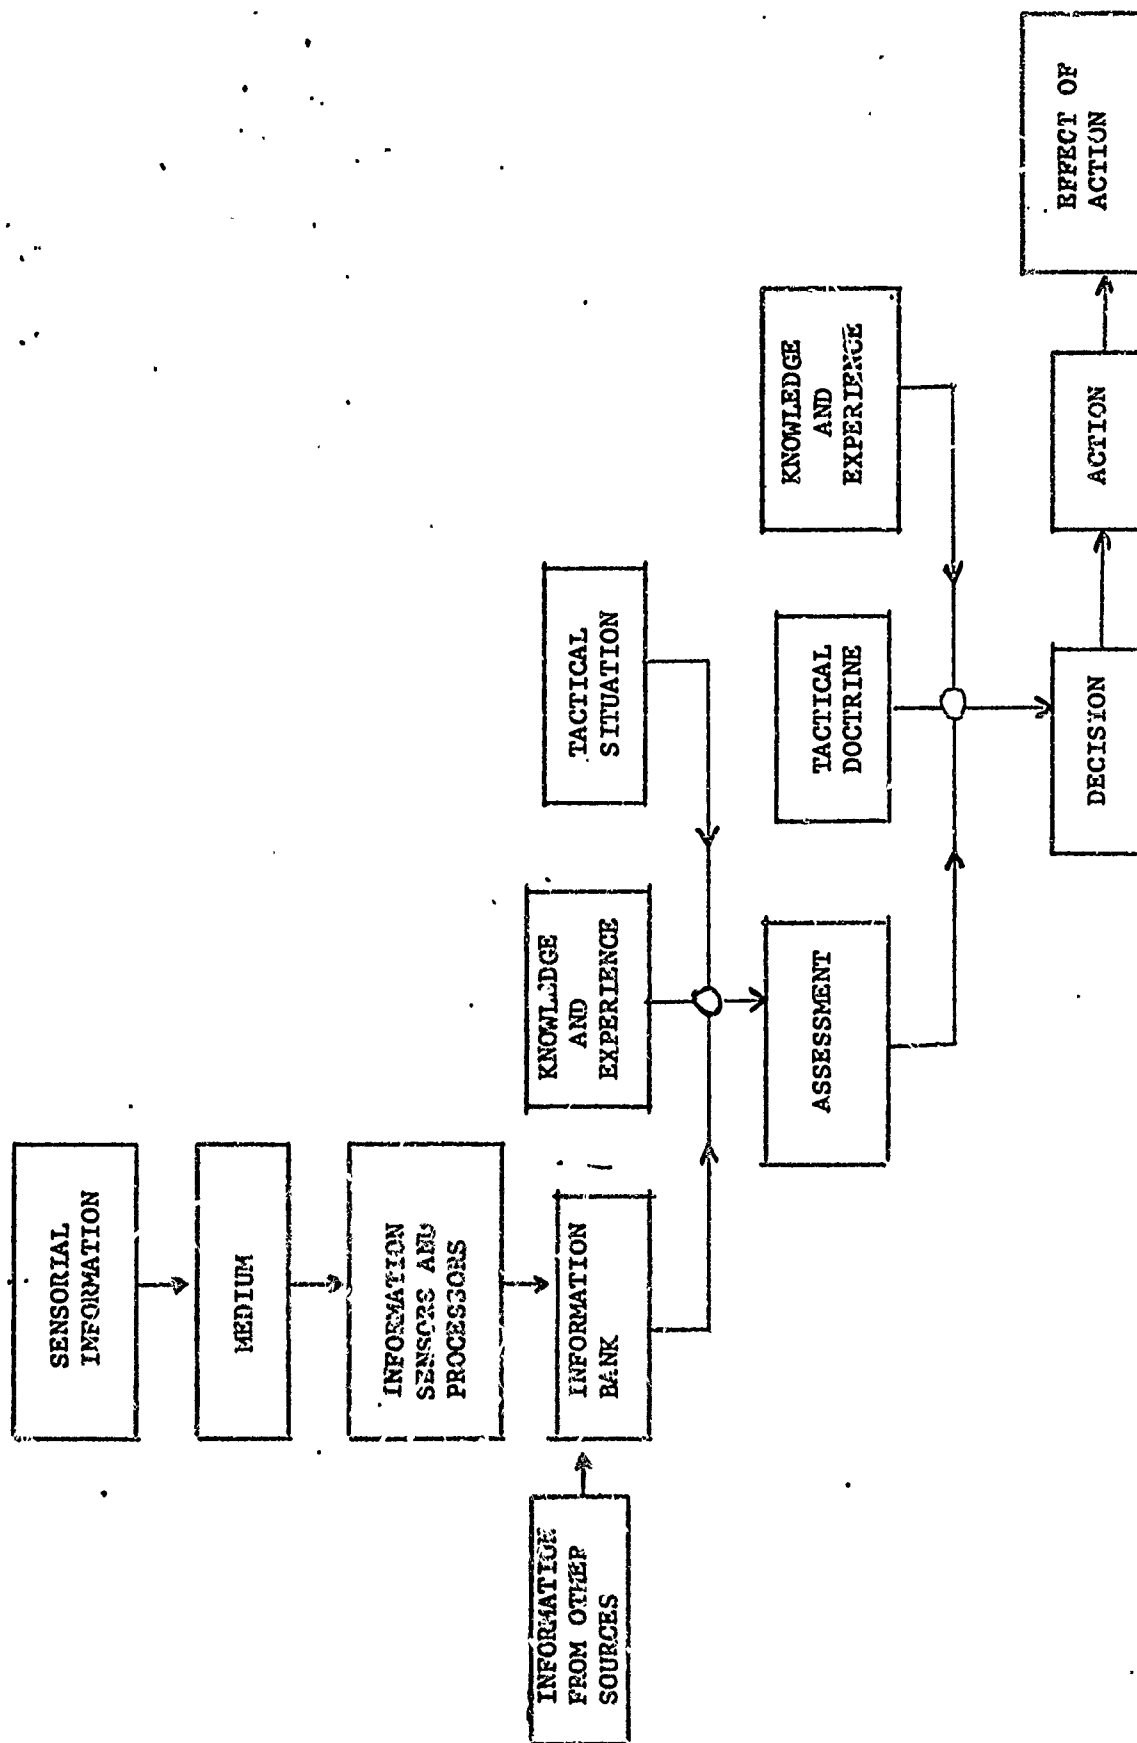 SENSORIAL
INFORMATION
MEDIUM
INFORMATION
SENSORS AND
PROCESSORS
INFORMATION
FROM OTHER
SOURCES
INFORMATION
BANK
KNOWLEDGE
AND
EXPERIENCE
TACTICAL
SITUATION
ASSESSMENT
TACTICAL
DOCTRINE
KNOWLEDGE
AND
EXPERIENCE
DECISION
ACTION
EFFECT OF
ACTION